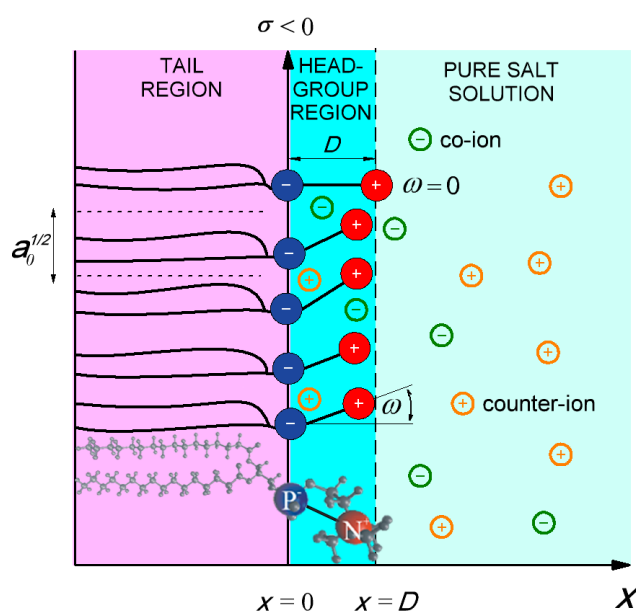 σ < 0
TAIL
REGION
HEAD-
GROUP
REGION
PURE SALT
SOLUTION
D
− co-ion
− + ω = 0
−
− +
+
a₀^1/2
− +
+ +
+
−
− −
− +
+
− +
+ + counter-ion
ω
−
+
−
P⁻
N⁺
+ −
x = 0
x = D
X